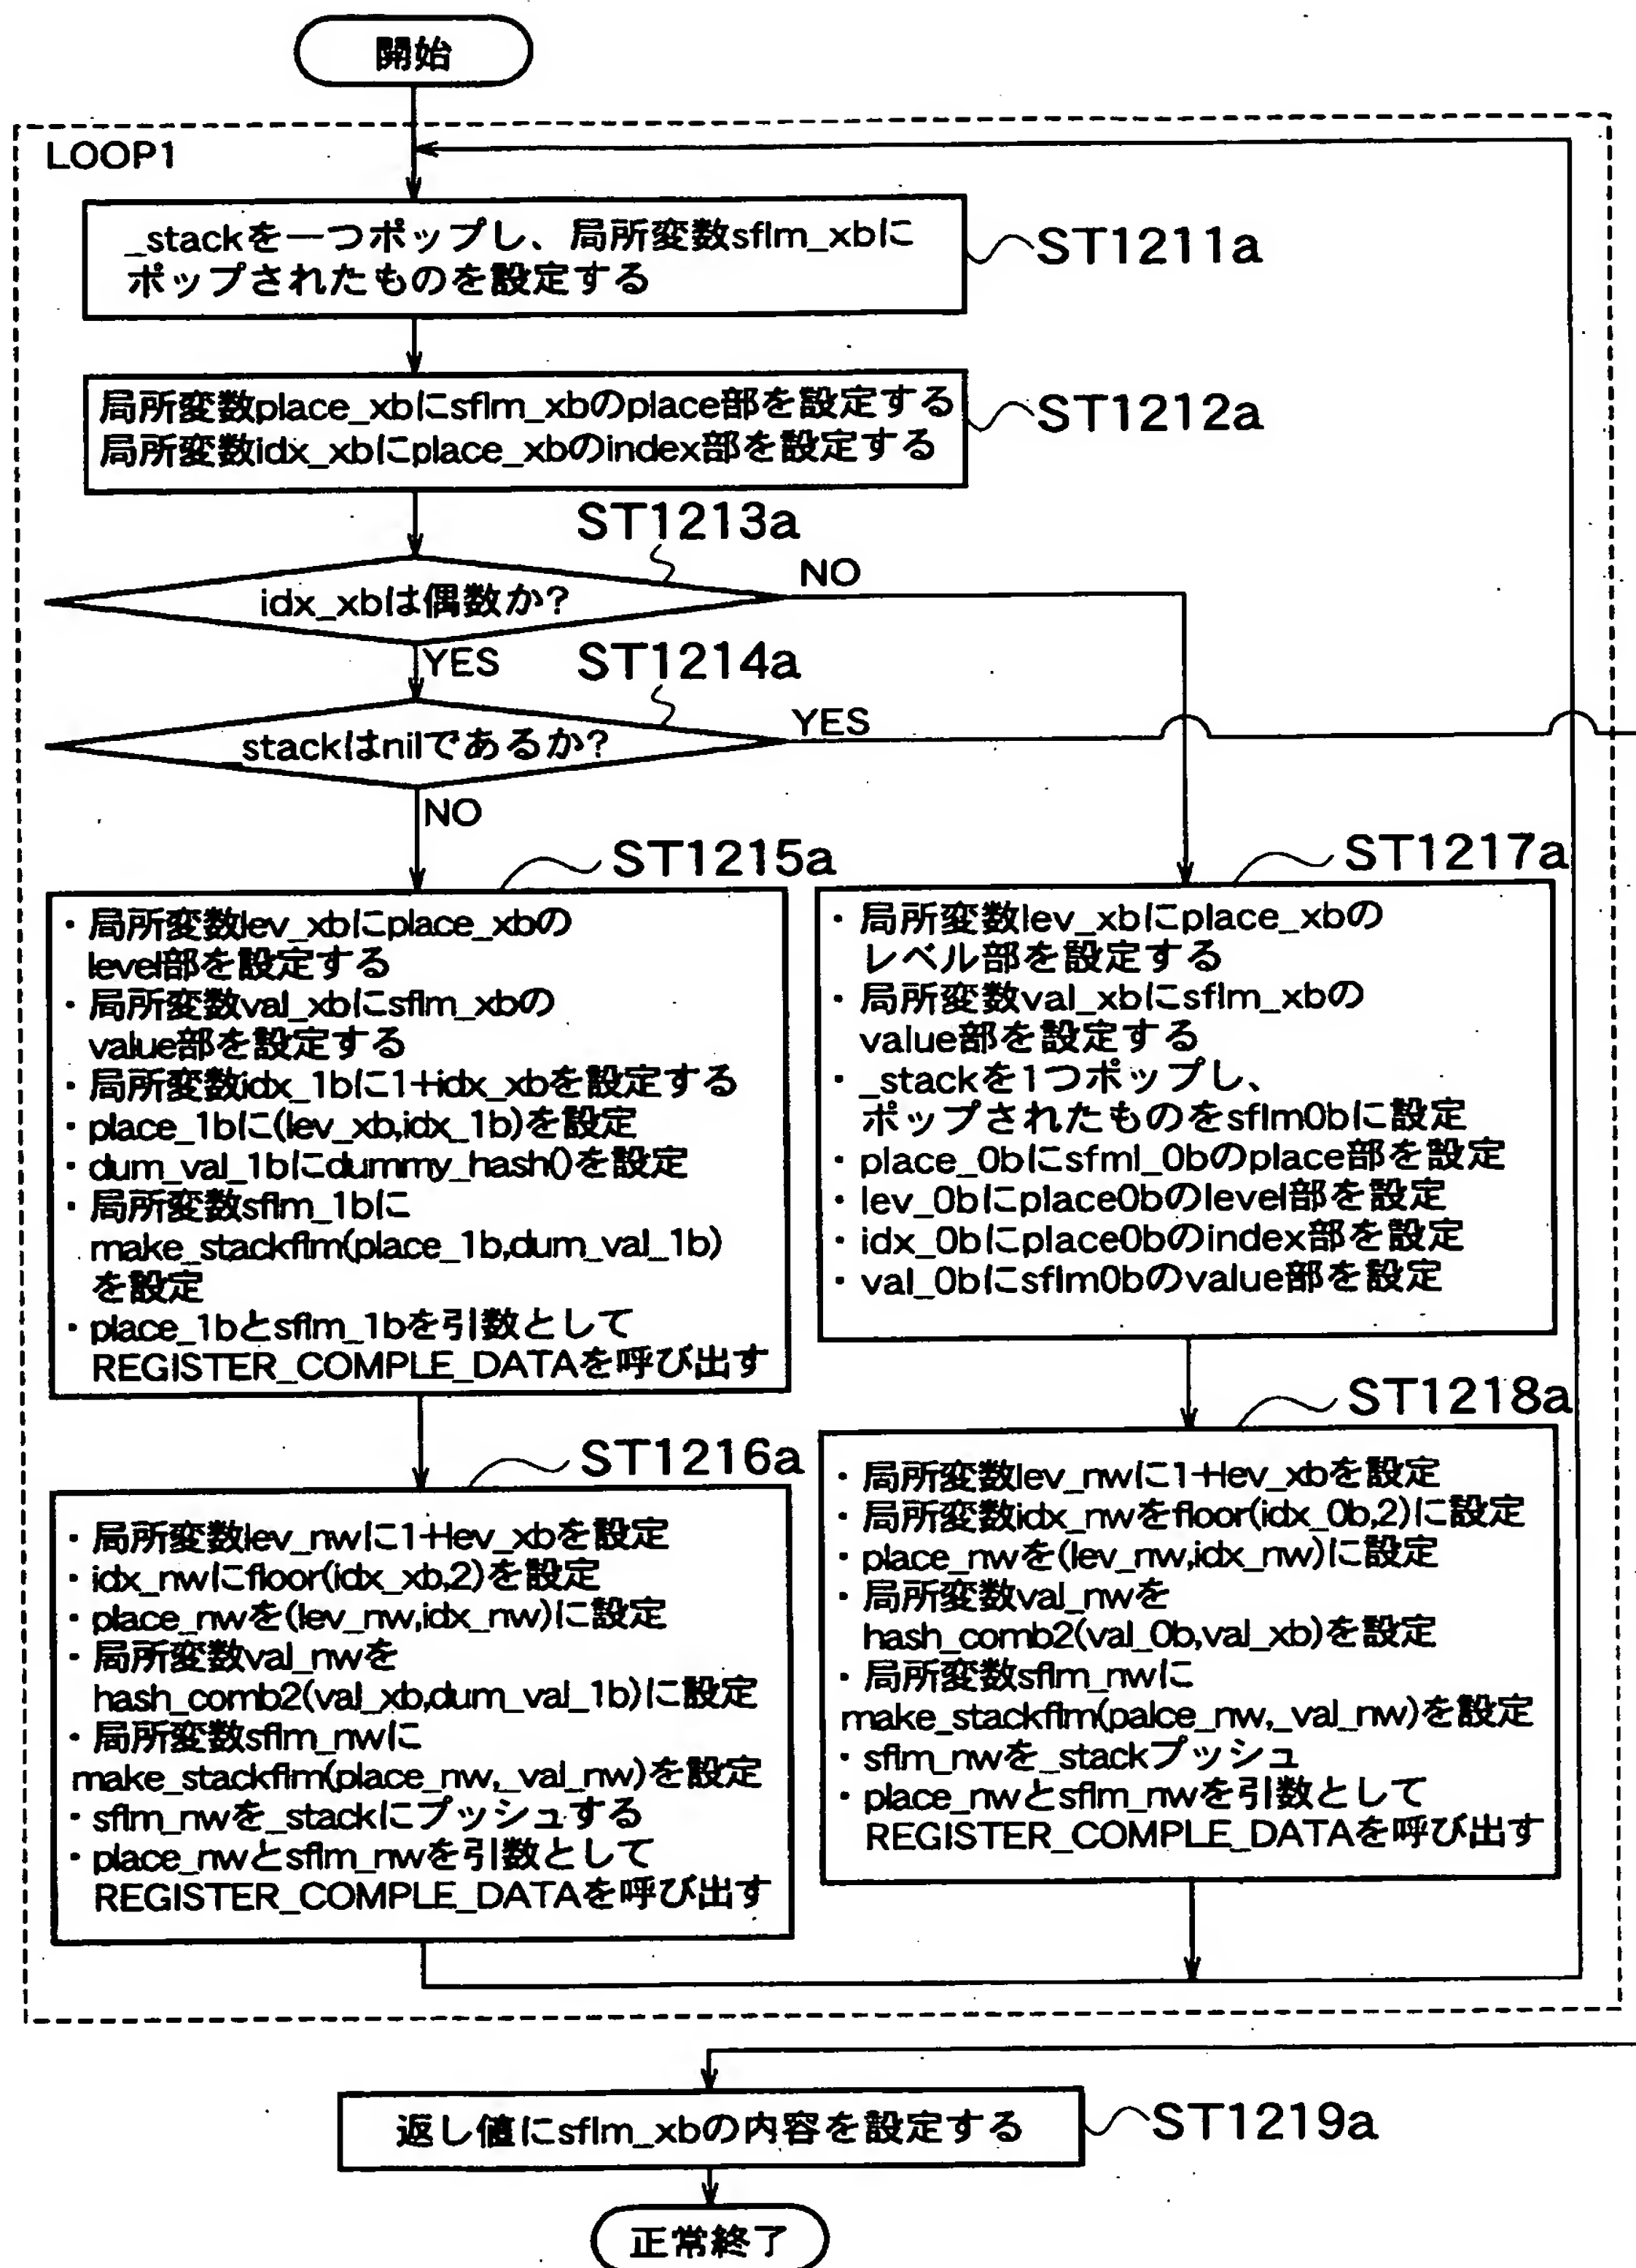 開始
LOOP1
_stackを一つポップし、局所変数sflm_xbに
ポップされたものを設定する
ST1211a
局所変数place_xbにsflm_xbのplace部を設定する
局所変数idx_xbにplace_xbのindex部を設定する
ST1212a
ST1213a
idx_xbは偶数か?
NO
YES
ST1214a
_stackはnilであるか?
YES
NO
ST1215a
・局所変数lev_xbにplace_xbの
level部を設定する
・局所変数val_xbにsflm_xbの
value部を設定する
・局所変数idx_1bに1+idx_xbを設定する
・place_1bに(lev_xb,idx_1b)を設定
・dum_val_1bにdummy_hash()を設定
・局所変数sflm_1bに
make_stackflm(place_1b,dum_val_1b)
を設定
・place_1bとsflm_1bを引数として
REGISTER_COMPLE_DATAを呼び出す
ST1216a
・局所変数lev_nwに1+lev_xbを設定
・idx_nwにfloor(idx_xb,2)を設定
・place_nwを(lev_nw,idx_nw)に設定
・局所変数val_nwを
hash_comb2(val_xb,dum_val_1b)に設定
・局所変数sflm_nwに
make_stackflm(place_nw,_val_nw)を設定
・sflm_nwを_stackにプッシュする
・place_nwとsflm_nwを引数として
REGISTER_COMPLE_DATAを呼び出す
ST1217a
・局所変数lev_xbにplace_xbの
レベル部を設定する
・局所変数val_xbにsflm_xbの
value部を設定する
・_stackを1つポップし、
ポップされたものをsflm0bに設定
・place_0bにsfml_0bのplace部を設定
・lev_0bにplace0bのlevel部を設定
・idx_0bにplace0bのindex部を設定
・val_0bにsflm0bのvalue部を設定
ST1218a
・局所変数lev_nwに1+lev_xbを設定
・局所変数idx_nwをfloor(idx_0b,2)に設定
・place_nwを(lev_nw,idx_nw)に設定
・局所変数val_nwを
hash_comb2(val_0b,val_xb)を設定
・局所変数sflm_nwに
make_stackflm(palce_nw,_val_nw)を設定
・sflm_nwを_stackプッシュ
・place_nwとsflm_nwを引数として
REGISTER_COMPLE_DATAを呼び出す
返し値にsflm_xbの内容を設定する
ST1219a
正常終了